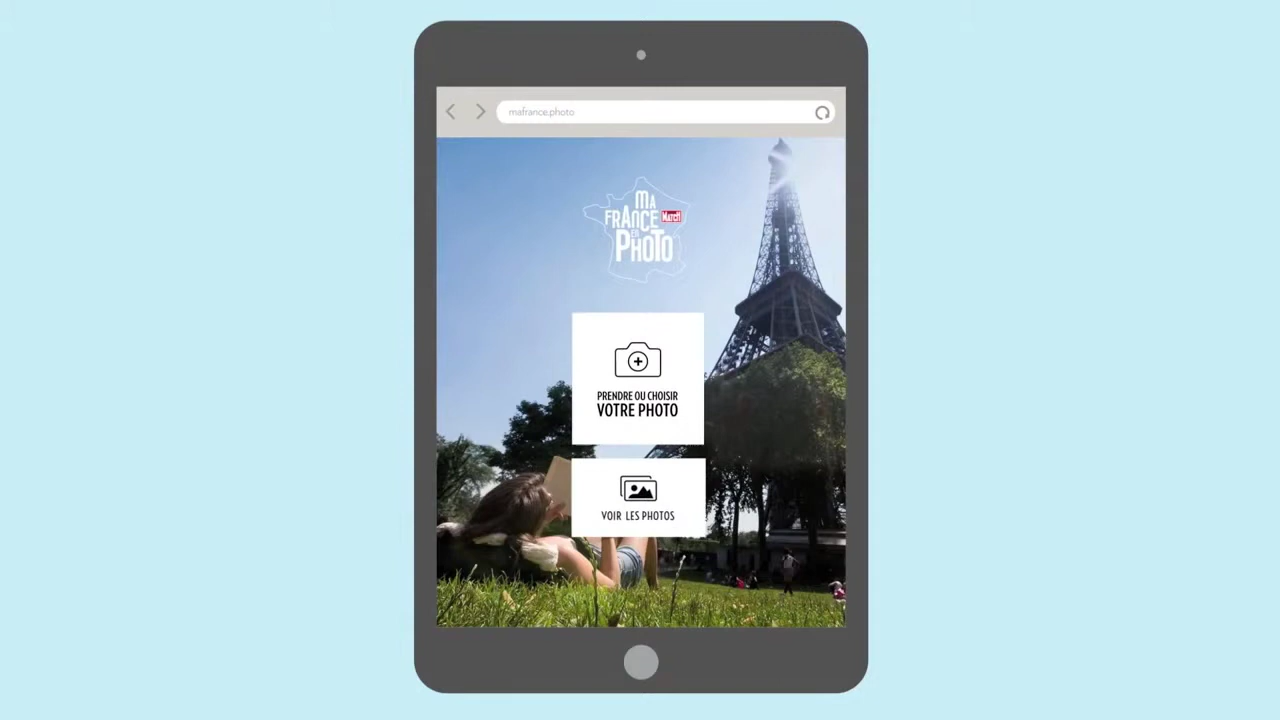 mafrance.photo
MA
FRANCE MATCH
EN
PHOTO
PRENDRE OU CHOISIR
VOTRE PHOTO
VOIR LES PHOTOS